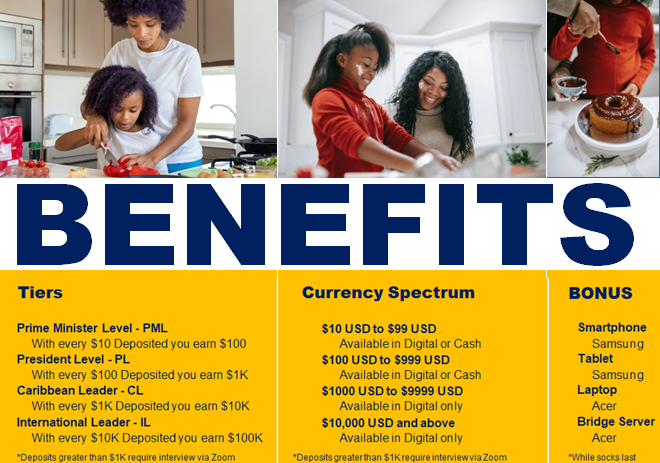 BENEFITS
Tiers
Prime Minister Level - PML
With every $10 Deposited you earn $100
President Level - PL
With every $100 Deposited you earn $1K
Caribbean Leader - CL
With every $1K Deposited you earn $10K
International Leader - IL
With every $10K Deposited you earn $100K
*Deposits greater than $1K require interview via Zoom
Currency Spectrum
$10 USD to $99 USD
Available in Digital or Cash
$100 USD to $999 USD
Available in Digital or Cash
$1000 USD to $9999 USD
Available in Digital only
$10,000 USD and above
Available in Digital only
*Deposits greater than $1K require interview via Zoom
BONUS
Smartphone
Samsung
Tablet
Samsung
Laptop
Acer
Bridge Server
Acer
*While socks last